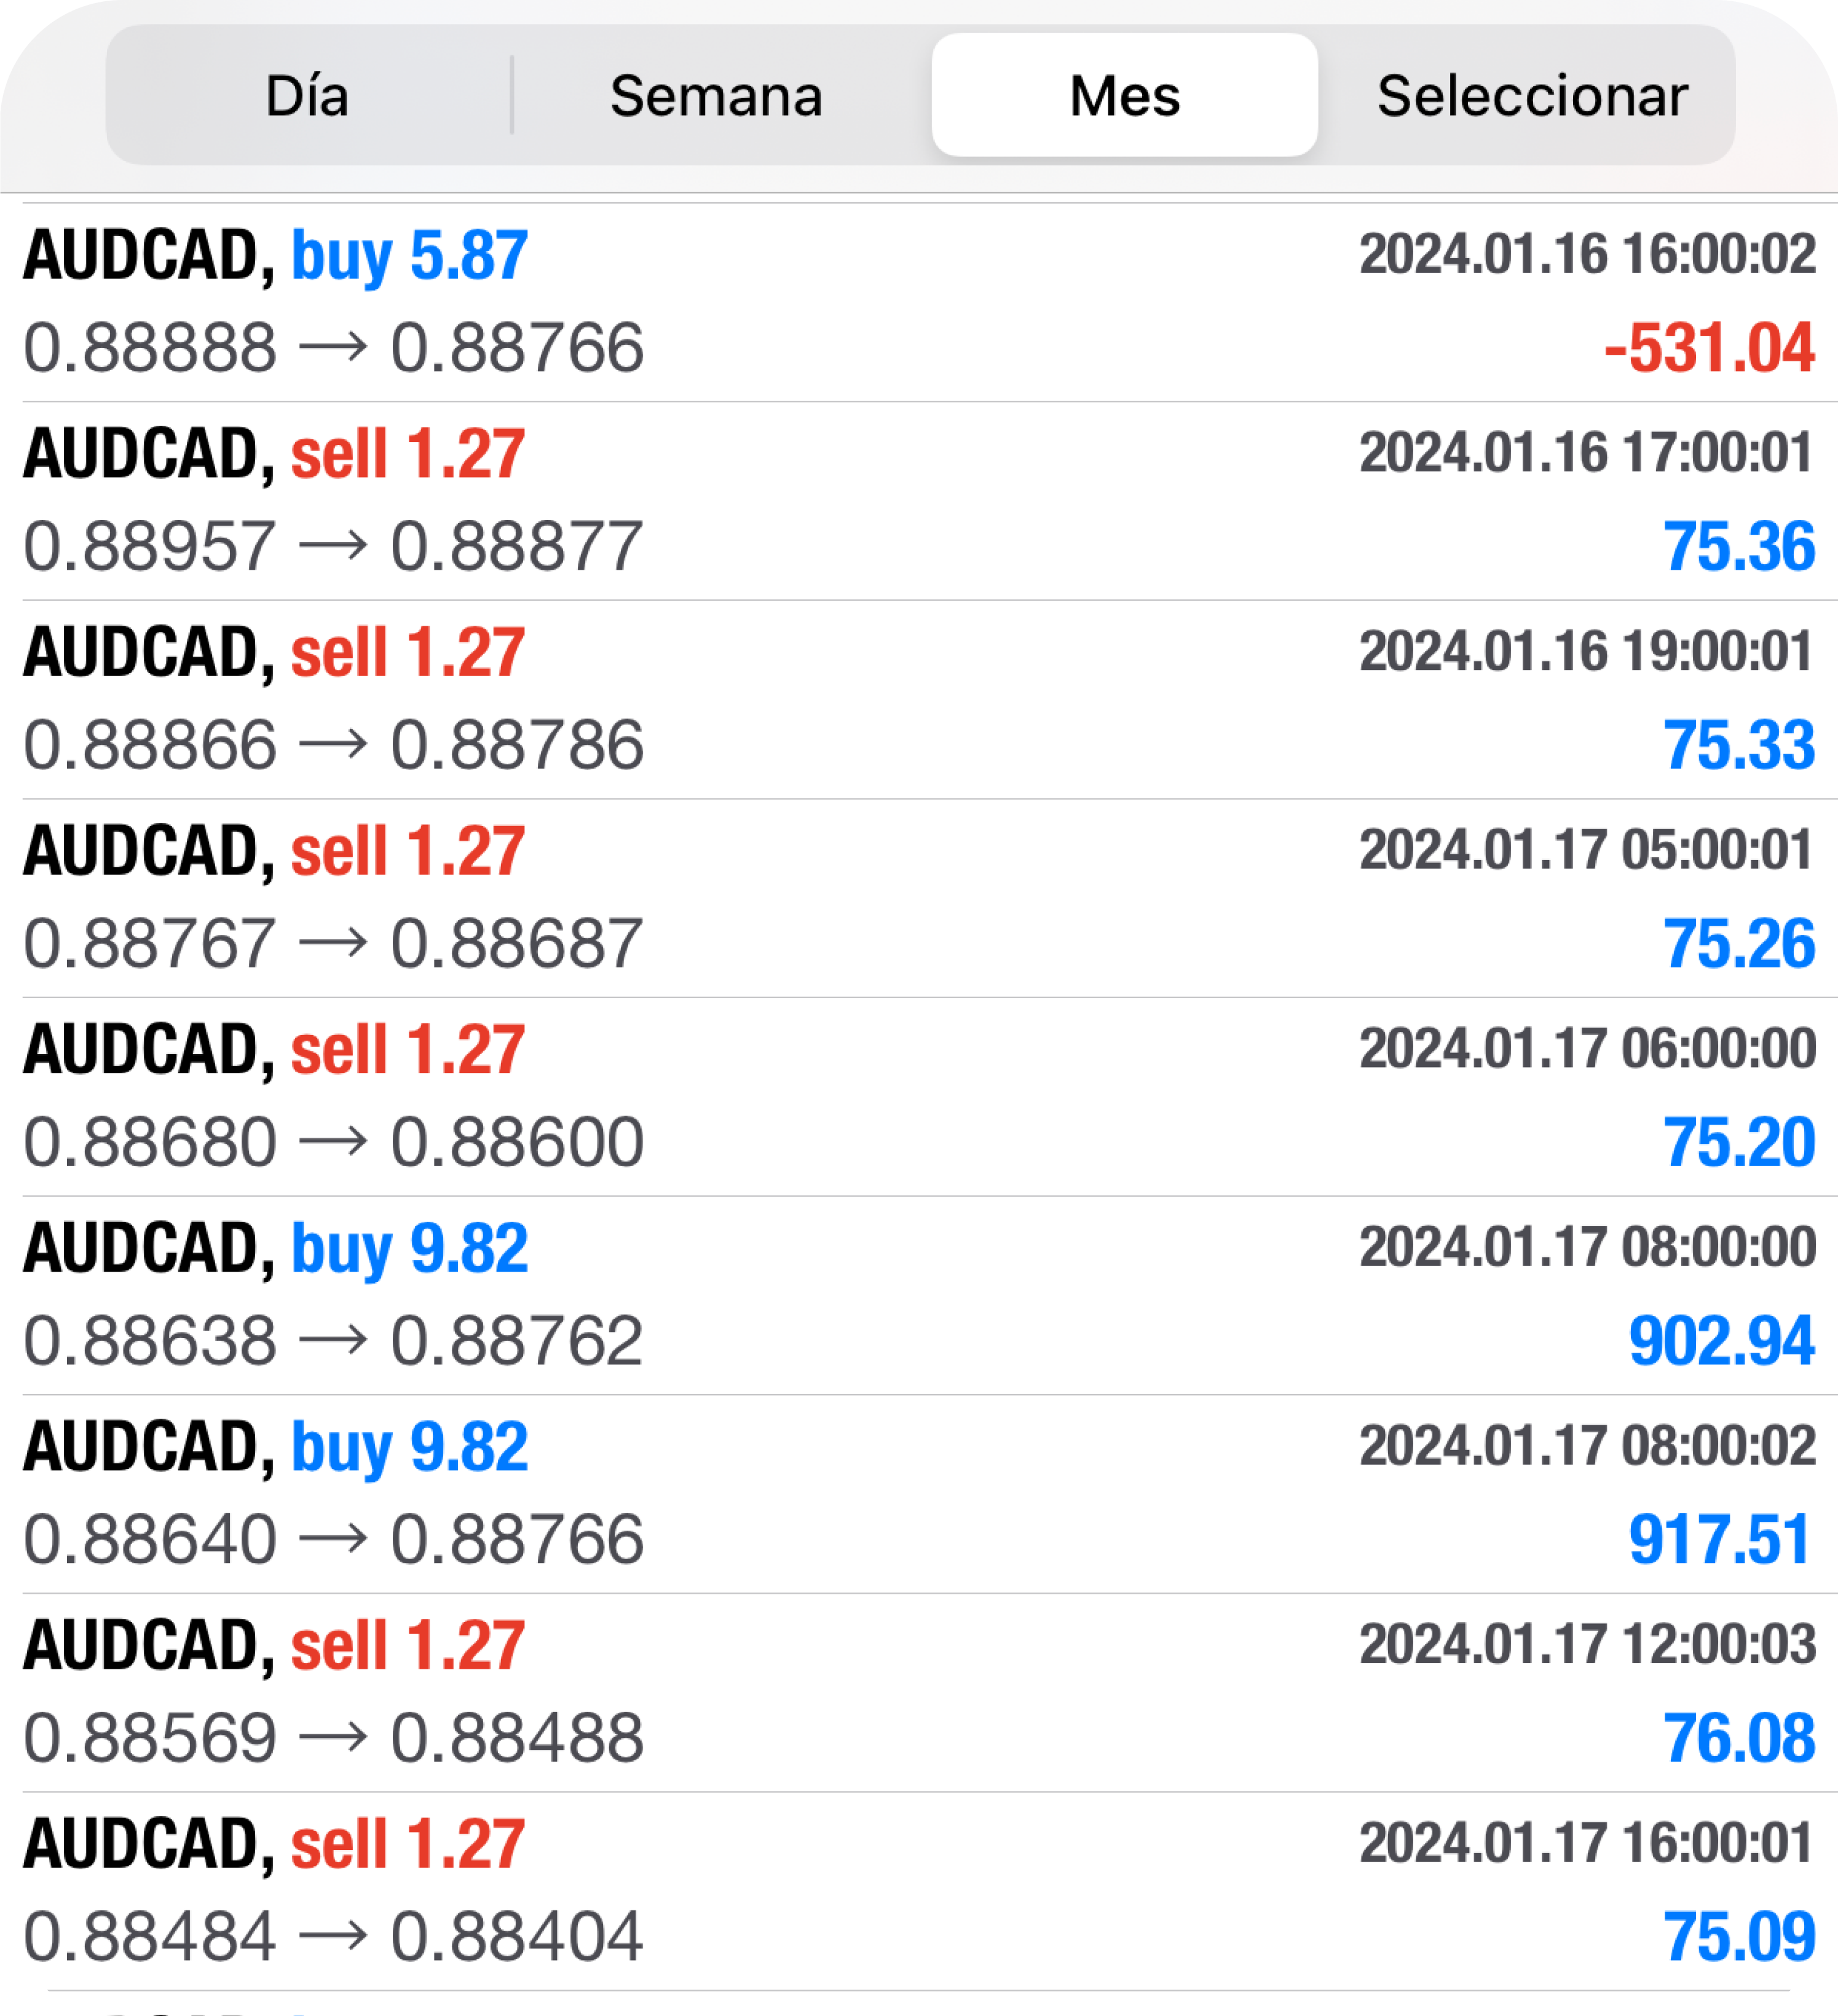 Día Semana Mes Seleccionar
AUDCAD, buy 5.87 2024.01.16 16:00:02
0.88888 → 0.88766 -531.04
AUDCAD, sell 1.27 2024.01.16 17:00:01
0.88957 → 0.88877 75.36
AUDCAD, sell 1.27 2024.01.16 19:00:01
0.88866 → 0.88786 75.33
AUDCAD, sell 1.27 2024.01.17 05:00:01
0.88767 → 0.88687 75.26
AUDCAD, sell 1.27 2024.01.17 06:00:00
0.88680 → 0.88600 75.20
AUDCAD, buy 9.82 2024.01.17 08:00:00
0.88638 → 0.88762 902.94
AUDCAD, buy 9.82 2024.01.17 08:00:02
0.88640 → 0.88766 917.51
AUDCAD, sell 1.27 2024.01.17 12:00:03
0.88569 → 0.88488 76.08
AUDCAD, sell 1.27 2024.01.17 16:00:01
0.88484 → 0.88404 75.09